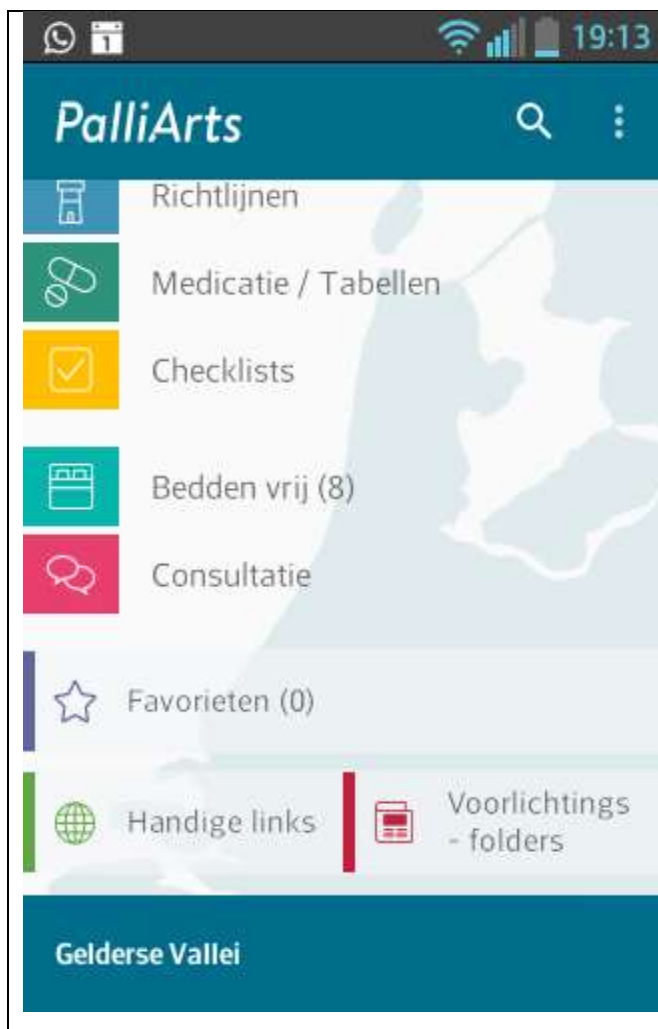 1
19:13
PalliArts
Richtlijnen
Medicatie / Tabellen
Checklists
Bedden vrij (8)
Consultatie
Favorieten (0)
Handige links
Voorlichtings
- folders
Gelderse Vallei